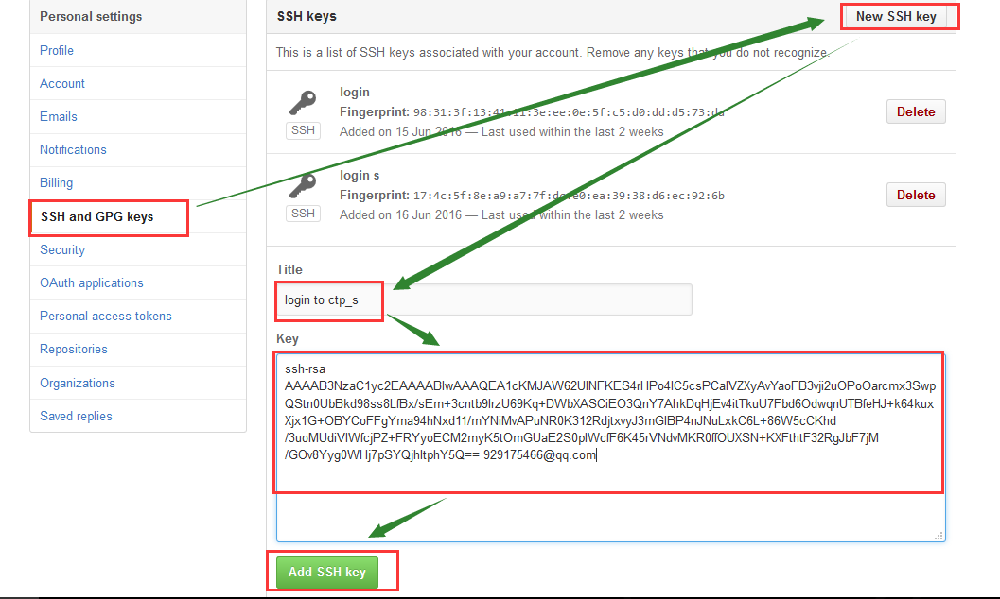 Personal settings
Profile
Account
Emails
Notifications
Billing
SSH and GPG keys
Security
OAuth applications
Personal access tokens
Repositories
Organizations
Saved replies
SSH keys
New SSH key
This is a list of SSH keys associated with your account. Remove any keys that you do not recognize.
login
Fingerprint: 98:31:3f:13:41:11:3e:ee:0e:5f:c5:d0:dd:d5:73:da
SSH
Added on 15 Jun 2016 — Last used within the last 2 weeks
Delete
login s
Fingerprint: 17:4c:5f:8e:a9:a7:7f:de:e0:ea:39:38:d6:ec:92:6b
SSH
Added on 16 Jun 2016 — Last used within the last 2 weeks
Delete
Title
login to ctp_s
Key
ssh-rsa
AAAAB3NzaC1yc2EAAAABIwAAAQEA1cKMJAW62UlNFKES4rHPo4lC5csPCalVZXyAvYaoFB3vji2uOPoOarcmx3Swp
QStn0UbBkd98ss8LfBx/sEm+3cntb9lrzU69Kq+DWbXASCiEO3QnY7AhkDqHjEv4itTkuU7Fbd6OdwqnUTBfeHJ+k64kux
Xjx1G+OBYCoFFgYma94hNxd11/mYNiMvAPuNR0K312RdjtxvyJ3mGlBP4nJNuLxkC6L+86W5cCKhd
/3uoMUdiVlWfcjPZ+FRYyoECM2myK5tOmGUaE2S0plWcfF6K45rVNdvMKR0ffOUXSN+KXFthtF32RgJbF7jM
/GOv8Yyg0WHj7pSYQjhltphY5Q== 929175466@qq.com
Add SSH key